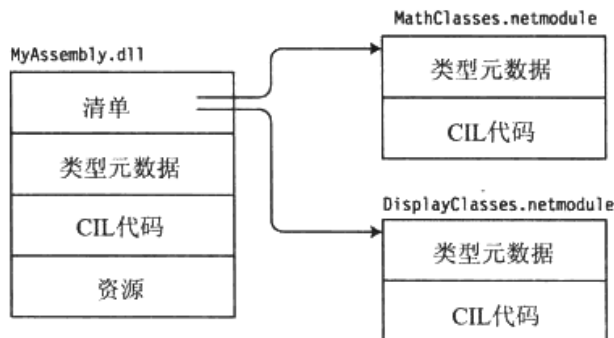 MyAssembly.dll
清单
类型元数据
CIL代码
资源
MathClasses.netmodule
类型元数据
CIL代码
DisplayClasses.netmodule
类型元数据
CIL代码